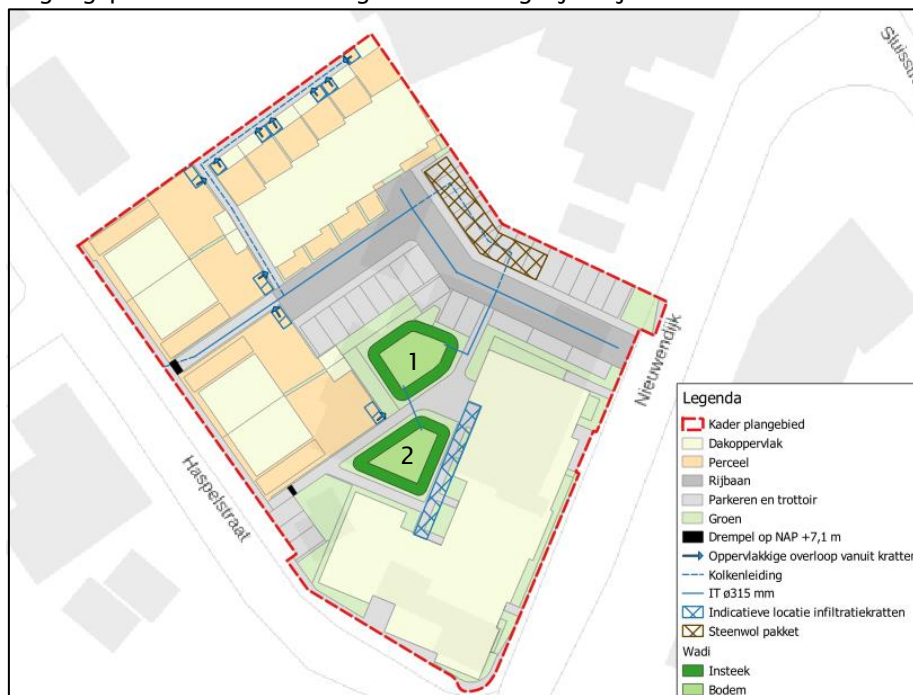 Sluisstr
Nieuwendijk
Haspelstraat
1
2
Legenda
Kader plangebied
Dakoppervlak
Perceel
Rijbaan
Parkeren en trottoir
Groen
Drempel op NAP +7,1 m
Oppervlakkige overloop vanuit kratten
Kolkenleiding
IT ø315 mm
Indicatieve locatie infiltratiekratten
Steenwol pakket
Wadi
Insteek
Bodem